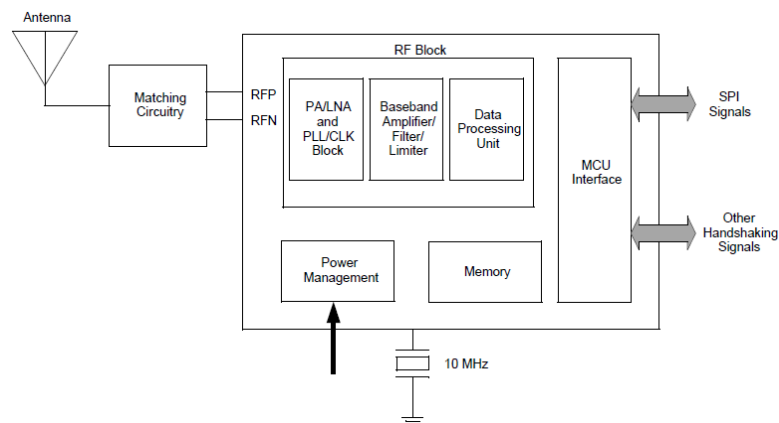 Antenna
RF Block
Matching
Circuitry
RFP
RFN
PA/LNA
and
PLL/CLK
Block
Baseband
Amplifier/
Filter/
Limiter
Data
Processing
Unit
MCU
Interface
SPI
Signals
Other
Handshaking
Signals
Power
Management
Memory
10 MHz